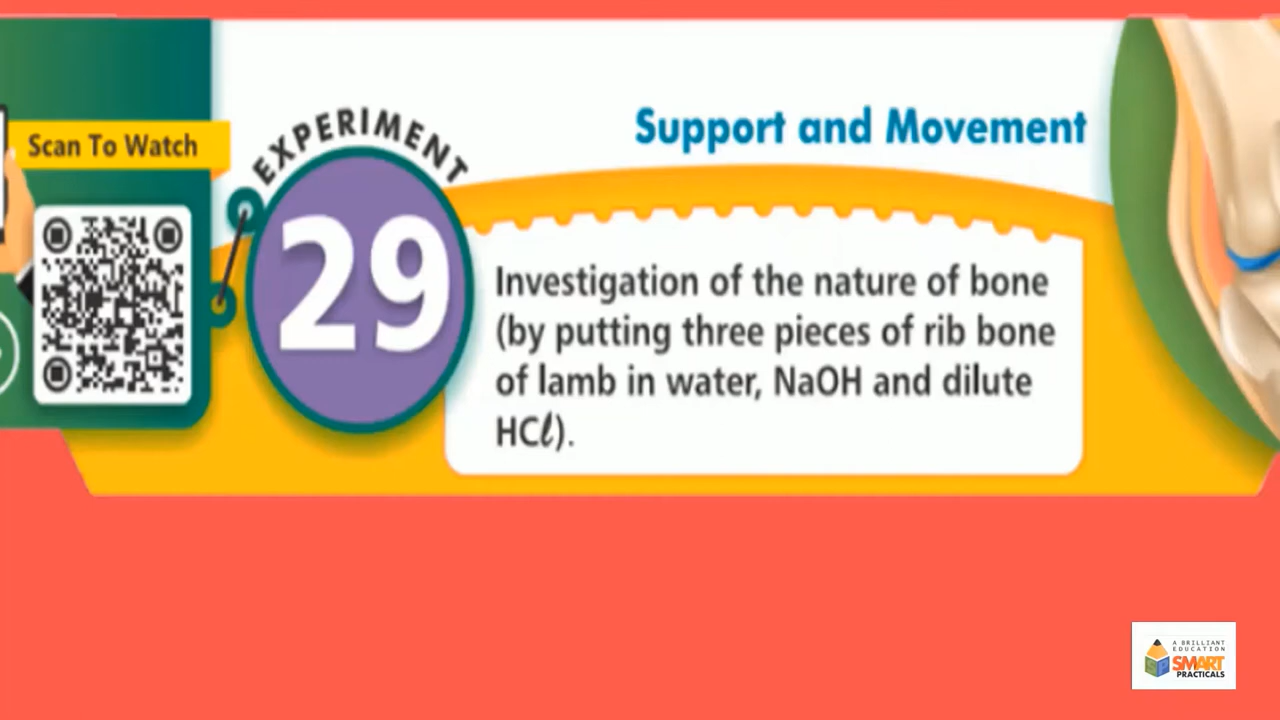 Scan To Watch
EXPERIMENT
29
Support and Movement
Investigation of the nature of bone
(by putting three pieces of rib bone
of lamb in water, NaOH and dilute
HCℓ).
A BRILLIANT
EDUCATION
SMART
PRACTICALS